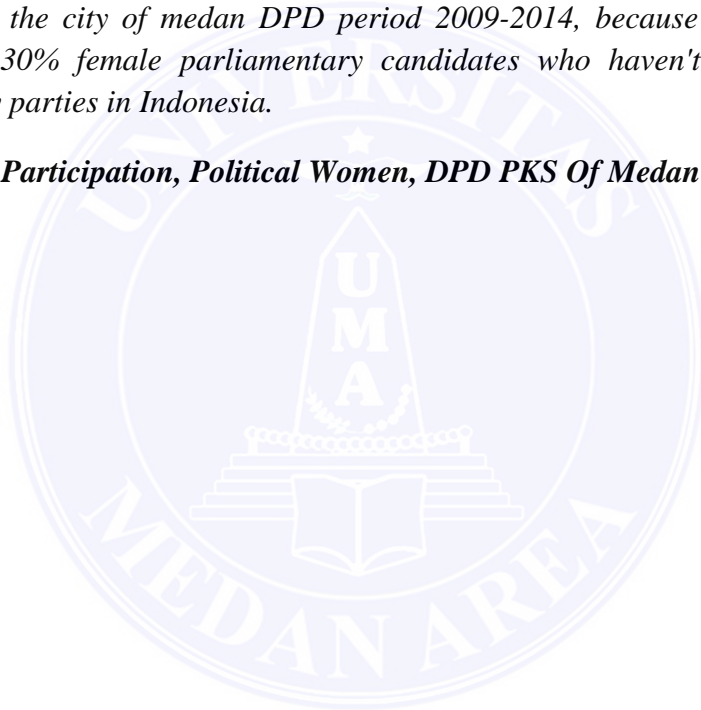 the city of medan DPD period 2009-2014, because
30% female parliamentary candidates who haven't
parties in Indonesia.
Participation, Political Women, DPD PKS Of Medan
UNIVERSITAS
U
M
A
MEDAN AREA